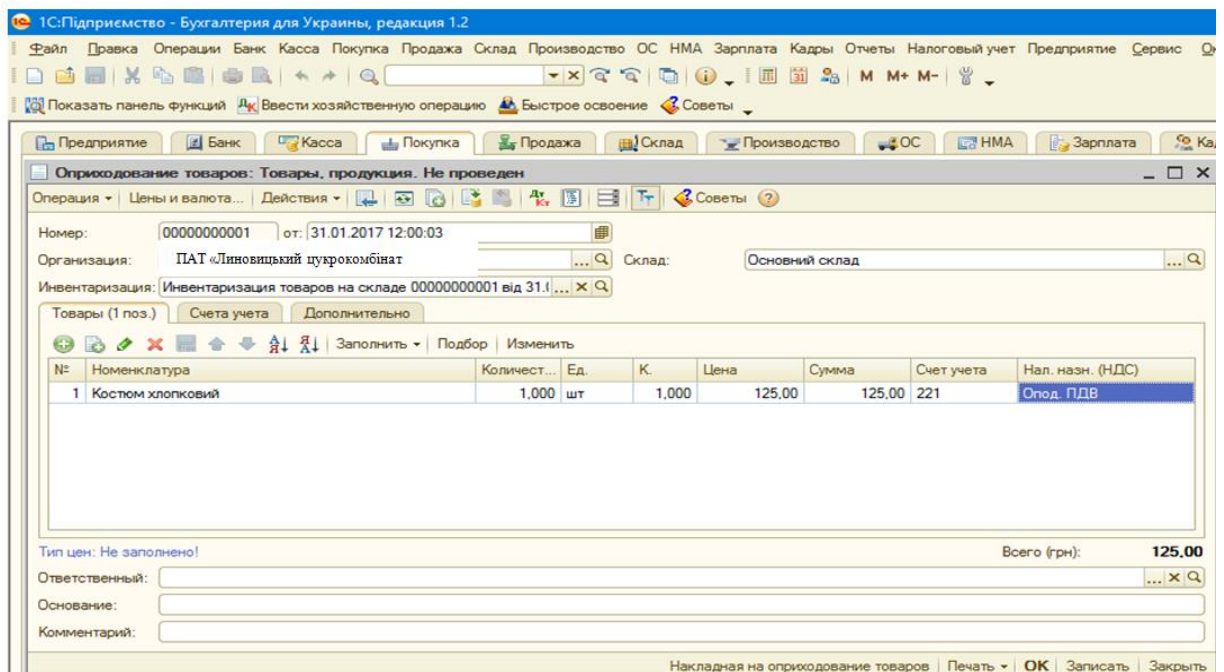 1С:Підприємство - Бухгалтерия для Украины, редакция 1.2
Файл Правка Операции Банк Касса Покупка Продажа Склад Производство ОС НМА Зарплата Кадры Отчеты Налоговый учет Предприятие Сервис
M M+ M-
Показать панель функций Ввести хозяйственную операцию Быстрое освоение Советы
Предприятие Банк Касса Покупка Продажа Склад Производство ОС НМА Зарплата
Оприходование товаров: Товары, продукция. Не проведен
Операция Цены и валюта... Действия Советы
Номер: 00000000001 от: 31.01.2017 12:00:03
Организация: ПАТ «Линовицький цукрокомбінат ... Склад: Основний склад ...
Инвентаризация: Инвентаризация товаров на складе 00000000001 від 31.( ...
Товары (1 поз.) Счета учета Дополнительно
Заполнить Подбор Изменить
№ Номенклатура Количест... Ед. К. Цена Сумма Счет учета Нал. назн. (НДС)
1 Костюм хлопковий 1,000 шт 1,000 125,00 125,00 221 Опод. ПДВ
Тип цен: Не заполнено! Всего (грн): 125,00
Ответственный: ...
Основание:
Комментарий:
Накладная на оприходование товаров Печать OK Записать Закрыть